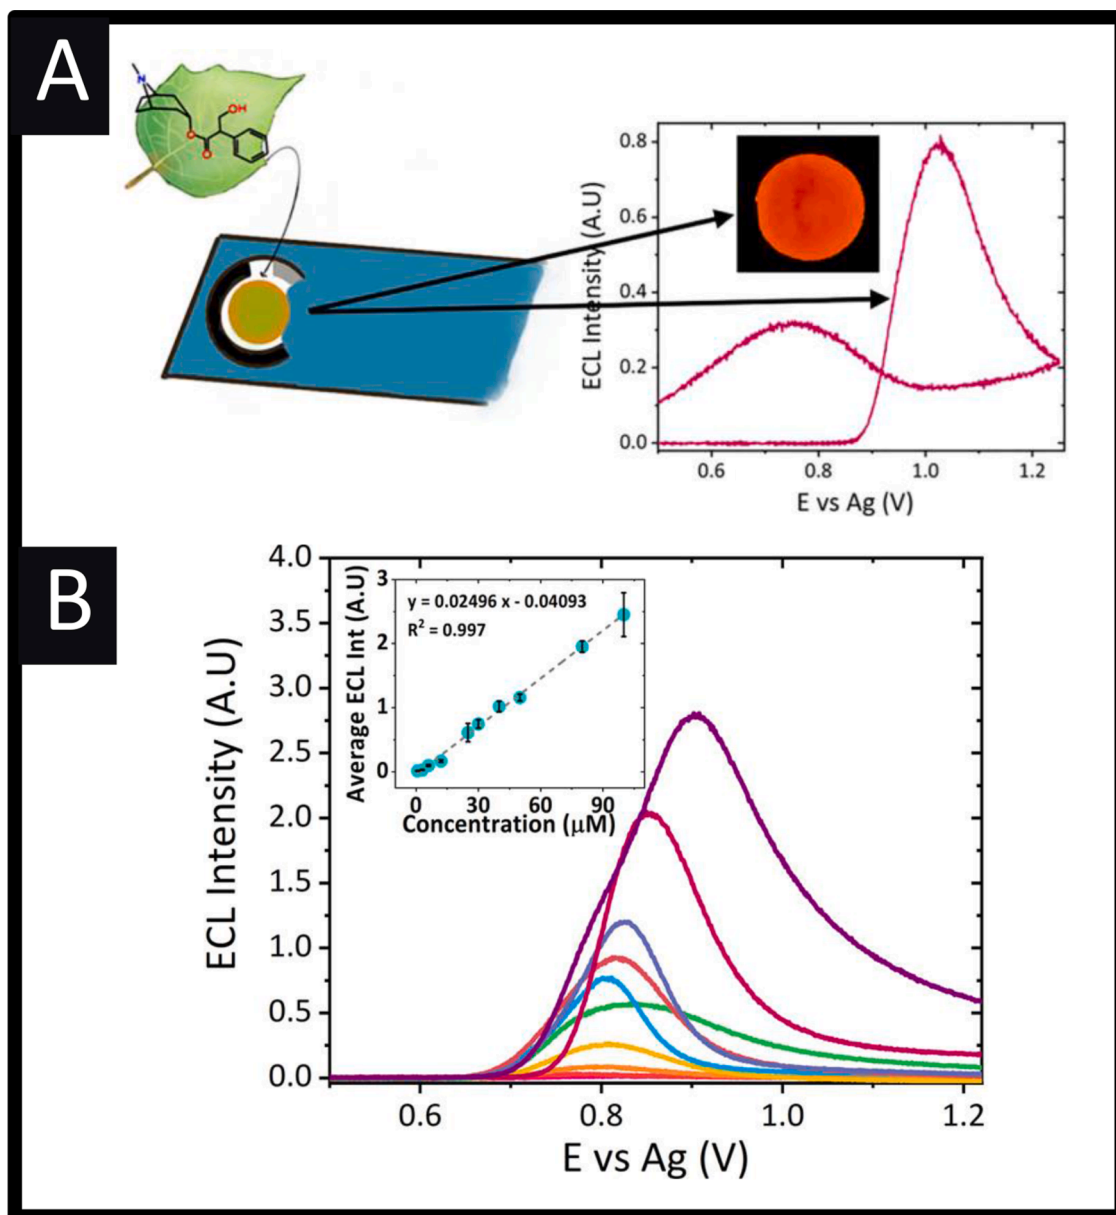 A
N
OH
O
O
ECL Intensity (A.U)
0.8
0.6
0.4
0.2
0.0
0.6 0.8 1.0 1.2
E vs Ag (V)
B
ECL Intensity (A.U)
4.0
3.5
3.0
2.5
2.0
1.5
1.0
0.5
0.0
Average ECL Int (A.U)
3
2
1
0
y = 0.02496 x - 0.04093
R² = 0.997
0 30 60 90
Concentration (μM)
0.6 0.8 1.0 1.2
E vs Ag (V)